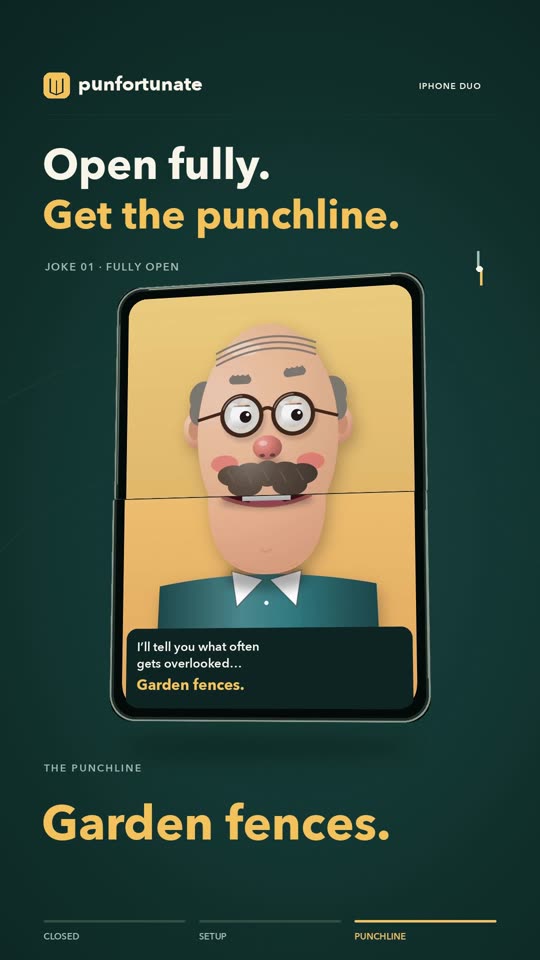 punfortunate
IPHONE DUO
Open fully.
Get the punchline.
JOKE 01 · FULLY OPEN
I'll tell you what often
gets overlooked...
Garden fences.
THE PUNCHLINE
Garden fences.
CLOSED
SETUP
PUNCHLINE